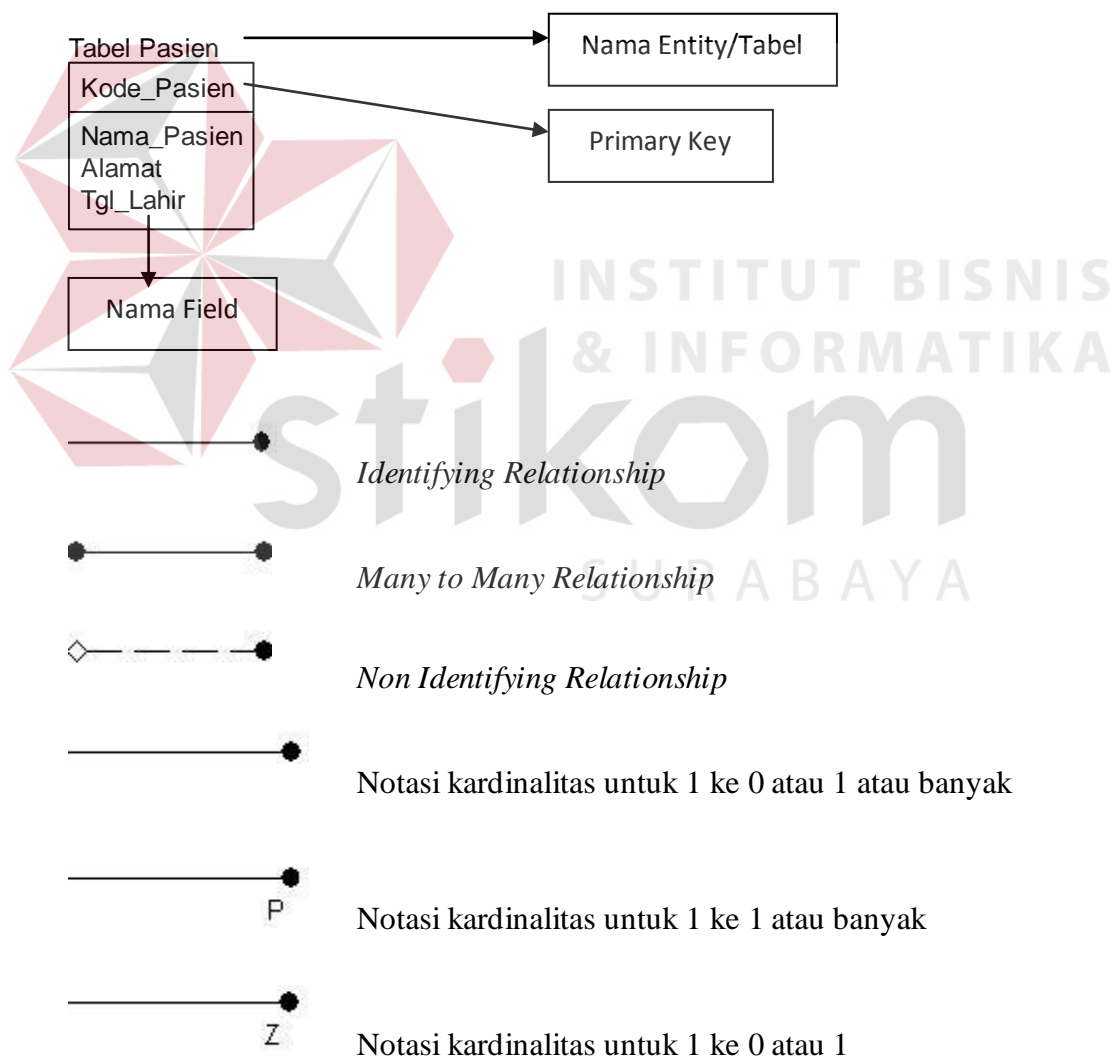 Tabel Pasien
Nama Entity/Tabel
Kode_Pasien
Primary Key
Nama_Pasien
Alamat
Tgl_Lahir
Nama Field
INSTITUT BISNIS
& INFORMATIKA
stikom
SURABAYA
Identifying Relationship
Many to Many Relationship
Non Identifying Relationship
Notasi kardinalitas untuk 1 ke 0 atau 1 atau banyak
P
Notasi kardinalitas untuk 1 ke 1 atau banyak
Z
Notasi kardinalitas untuk 1 ke 0 atau 1